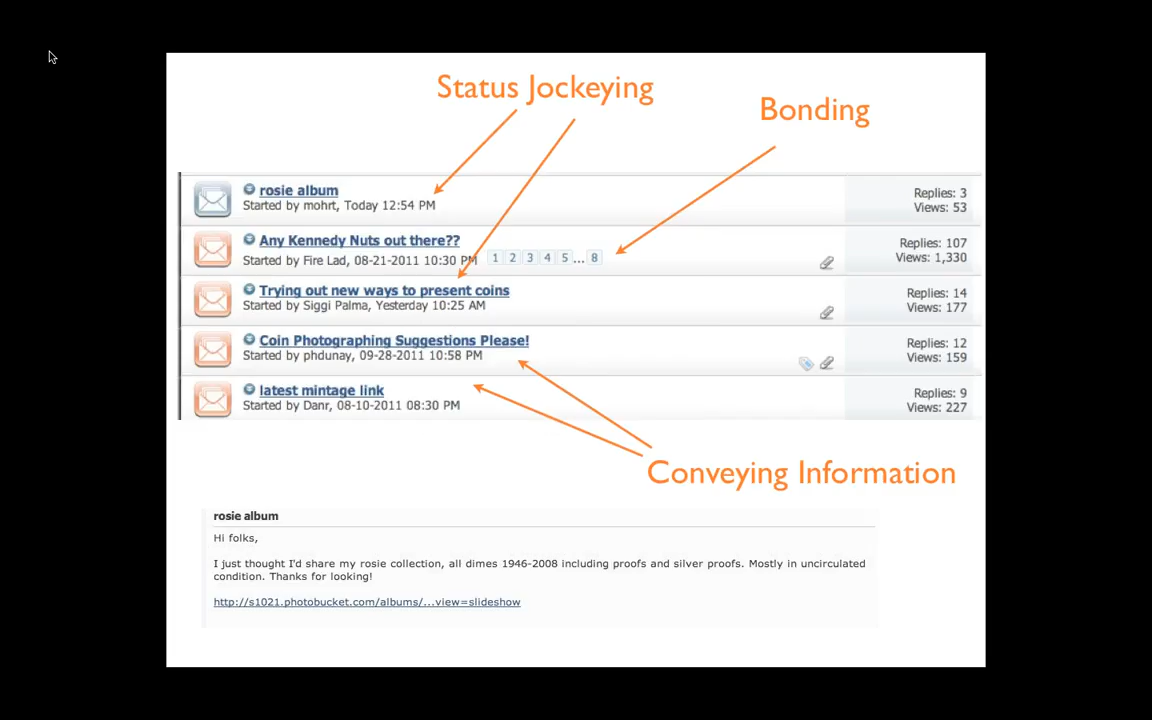 Status Jockeying
Bonding
rosie album
Started by mohrt, Today 12:54 PM
Replies: 3
Views: 53
Any Kennedy Nuts out there??
Started by Fire Lad, 08-21-2011 10:30 PM
1 2 3 4 5 ... 8
Replies: 107
Views: 1,330
Trying out new ways to present coins
Started by Siggi Palma, Yesterday 10:25 AM
Replies: 14
Views: 177
Coin Photographing Suggestions Please!
Started by phdunay, 09-28-2011 10:58 PM
Replies: 12
Views: 159
latest mintage link
Started by Danr, 08-10-2011 08:30 PM
Replies: 9
Views: 227
Conveying Information
rosie album
Hi folks,
I just thought I'd share my rosie collection, all dimes 1946-2008 including proofs and silver proofs. Mostly in uncirculated
condition. Thanks for looking!
http://s1021.photobucket.com/albums/...view=slideshow